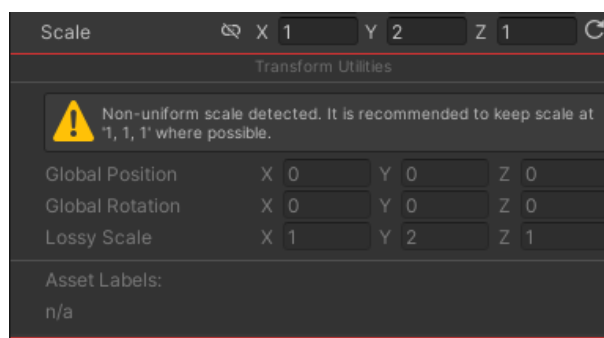 Scale X 1 Y 2 Z 1
Transform Utilities
Non-uniform scale detected. It is recommended to keep scale at
'1, 1, 1' where possible.
Global Position X 0 Y 0 Z 0
Global Rotation X 0 Y 0 Z 0
Lossy Scale X 1 Y 2 Z 1
Asset Labels:
n/a